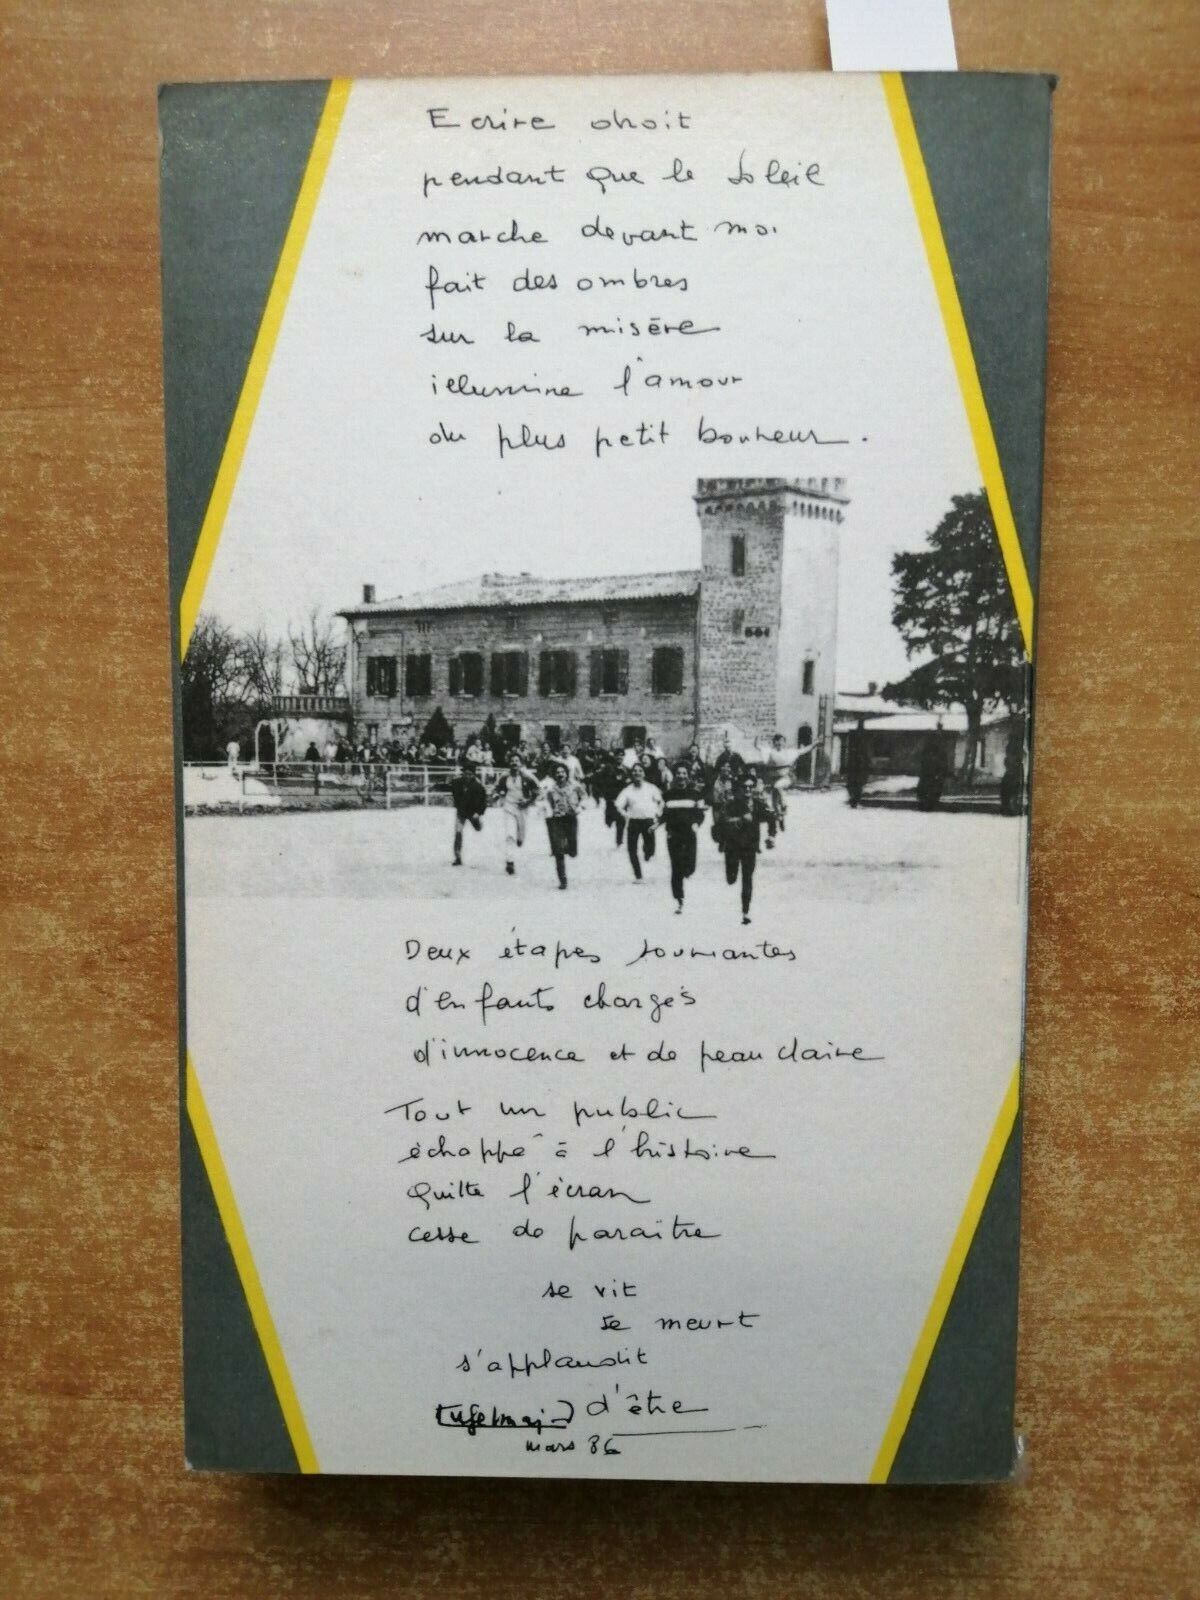 Ecrire droit
pendant que le soleil
marche devant moi
fait des ombres
sur la misère
illumine l'amour
du plus petit bonheur.
Deux étapes souriantes
d'enfants chargés
d'innocence et de peau claire
Tout un public
échappé à l'histoire
quitte l'écran
cesse de paraître
se vit
se meurt
s'applaudit
d'être
mars 86